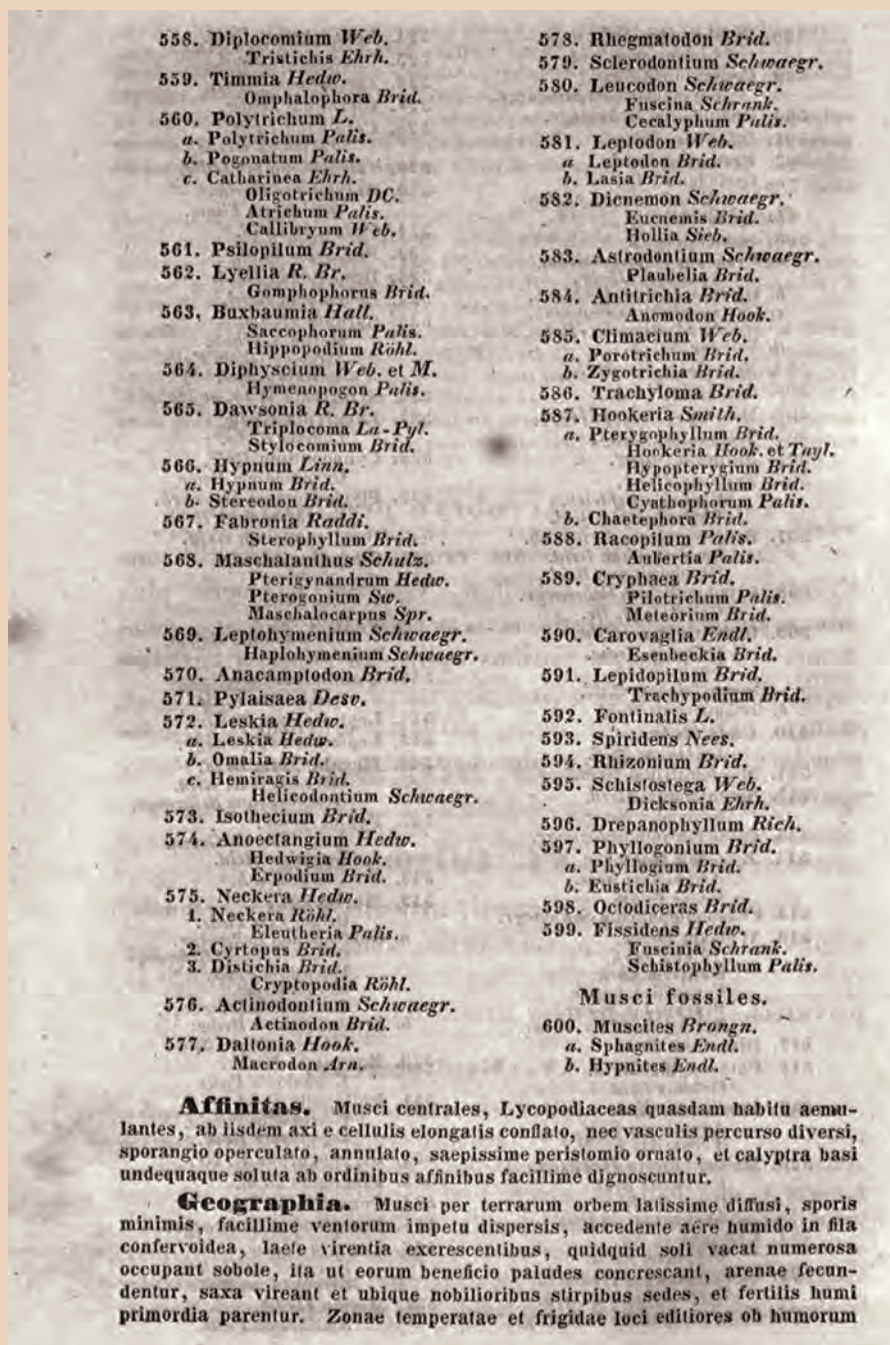 558. Diplocomium Web.
Tristichis Ehrh.
559. Timmia Hedw.
Omphalophora Brid.
560. Polytrichum L.
a. Polytrichum Palis.
b. Pogonatum Palis.
c. Catharinea Ehrh.
Oligotrichum DC.
Atrichum Palis.
Callibryum Web.
561. Psilopilum Brid.
562. Lyellia R. Br.
Gomphophorus Brid.
563. Buxbaumia Hall.
Saccophorum Palis.
Hippopodium Röhl.
564. Diphyscium Web. et M.
Hymenopogon Palis.
565. Dawsonia R. Br.
Triplocoma La-Pyl.
Stylocomium Brid.
566. Hypnum Linn.
a. Hypnum Brid.
b. Stereodon Brid.
567. Fabronia Raddi.
Sterophyllum Brid.
568. Maschalanthus Schulz.
Pterigynandrum Hedw.
Pterogonium Sw.
Maschalocarpus Spr.
569. Leptohymenium Schwaegr.
Haplohymenium Schwaegr.
570. Anacamptodon Brid.
571. Pylaisaea Desv.
572. Leskia Hedw.
a. Leskia Hedw.
b. Omalia Brid.
c. Hemiragis Brid.
Helicodontium Schwaegr.
573. Isothecium Brid.
574. Anoectangium Hedw.
Hedwigia Hook.
Erpodium Brid.
575. Neckera Hedw.
1. Neckera Röhl.
Eleutheria Palis.
2. Cyrtopus Brid.
3. Distichia Brid.
Cryptopodia Röhl.
576. Actinodontium Schwaegr.
Actinodon Brid.
577. Daltonia Hook.
Macrodon Arn.
578. Rhegmatodon Brid.
579. Sclerodontium Schwaegr.
580. Leucodon Schwaegr.
Fuscina Schrank.
Cecalyphum Palis.
581. Leptodon Web.
a Leptodon Brid.
b. Lasia Brid.
582. Dicnemon Schwaegr.
Eucnemis Brid.
Hollia Sieb.
583. Astrodontium Schwaegr.
Plaubelia Brid.
584. Antitrichia Brid.
Anomodon Hook.
585. Climacium Web.
a. Porotrichum Brid.
b. Zygotrichia Brid.
586. Trachyloma Brid.
587. Hookeria Smith.
a. Pterygophyllum Brid.
Hookeria Hook. et Tayl.
Hypopterygium Brid.
Helicophyllum Brid.
Cyathophorum Palis.
b. Chaetephora Brid.
588. Racopilum Palis.
Aubertia Palis.
589. Cryphaea Brid.
Pilotrichum Palis.
Meteorium Brid.
590. Carovaglia Endl.
Esenbeckia Brid.
591. Lepidopilum Brid.
Trachypodium Brid.
592. Fontinalis L.
593. Spiridens Nees.
594. Rhizonium Brid.
595. Schistostega Web.
Dicksonia Ehrh.
596. Drepanophyllum Rich.
597. Phyllogonium Brid.
a. Phyllogium Brid.
b. Eustichia Brid.
598. Octodiceras Brid.
599. Fissidens Hedw.
Fuscinia Schrank.
Schistophyllum Palis.
Musci fossiles.
600. Muscites Brongn.
a. Sphagnites Endl.
b. Hypnites Endl.
Affinitas. Musci centrales, Lycopodiaceas quasdam habitu aemu-
lantes, ab iisdem axi e cellulis elongatis conflato, nec vasculis percurso diversi,
sporangio operculato, annulato, saepissime peristomio ornato, et calyptra basi
undequaque soluta ab ordinibus affinibus facillime dignoscuntur.
Geographia. Musci per terrarum orbem latissime diffusi, sporis
minimis, facillime ventorum impetu dispersis, accedente aëre humido in fila
confervoidea, laete virentia excrescentibus, quidquid soli vacat numerosa
occupant sobole, ita ut eorum beneficio paludes concrescant, arenae fecun-
dentur, saxa vireant et ubique nobilioribus stirpibus sedes, et fertilis humi
primordia parentur. Zonae temperatae et frigidae loci editiores ob humorum